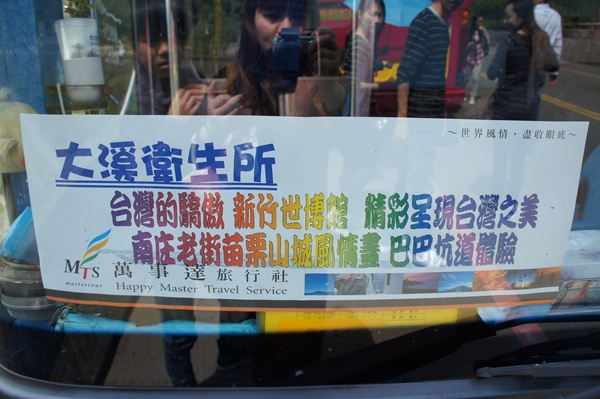 ～世界風情，盡收眼底～
大溪衛生所
台灣的驕傲 新竹世博館 精彩呈現台灣之美
南庄老街苗栗山城風情畫 巴巴坑道體驗
MTS
mastertour
萬事達旅行社
Happy Master Travel Service